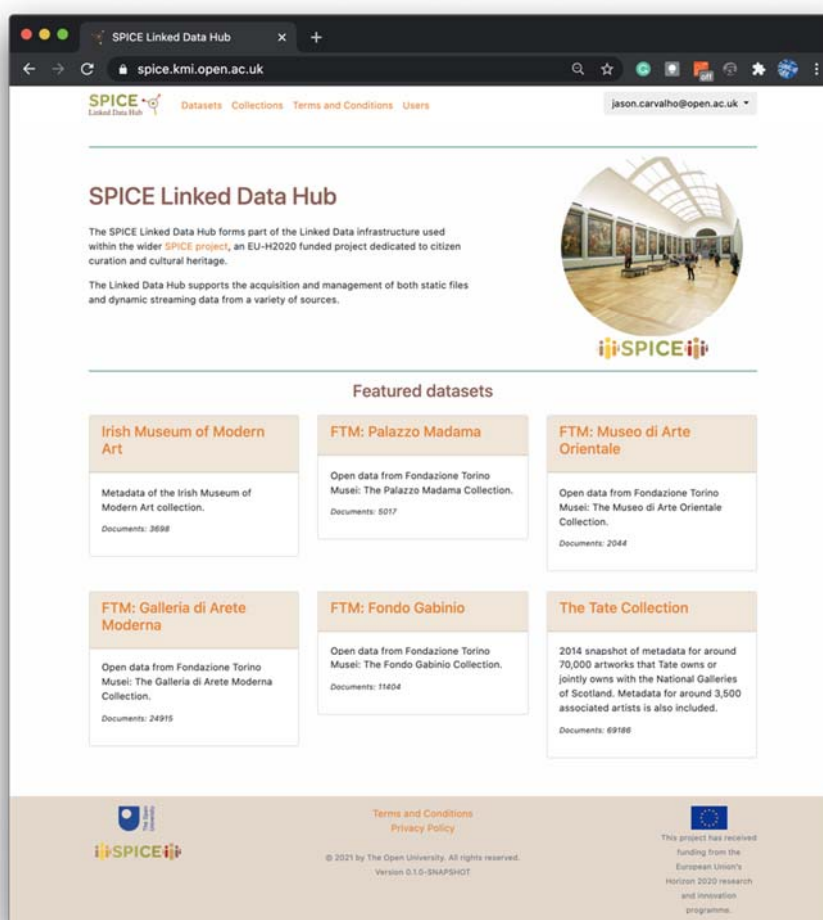 SPICE Linked Data Hub
spice.kmi.open.ac.uk
off
SPICE
Linked Data Hub
Datasets Collections Terms and Conditions Users
jason.carvalho@open.ac.uk
SPICE Linked Data Hub
The SPICE Linked Data Hub forms part of the Linked Data infrastructure used
within the wider SPICE project, an EU-H2020 funded project dedicated to citizen
curation and cultural heritage.
The Linked Data Hub supports the acquisition and management of both static files
and dynamic streaming data from a variety of sources.
SPICE
Featured datasets
Irish Museum of Modern
Art
Metadata of the Irish Museum of
Modern Art collection.
Documents: 3698
FTM: Palazzo Madama
Open data from Fondazione Torino
Musei: The Palazzo Madama Collection.
Documents: 5017
FTM: Museo di Arte
Orientale
Open data from Fondazione Torino
Musei: The Museo di Arte Orientale
Collection.
Documents: 2044
FTM: Galleria di Arete
Moderna
Open data from Fondazione Torino
Musei: The Galleria di Arete Moderna
Collection.
Documents: 24915
FTM: Fondo Gabinio
Open data from Fondazione Torino
Musei: The Fondo Gabinio Collection.
Documents: 11404
The Tate Collection
2014 snapshot of metadata for around
70,000 artworks that Tate owns or
jointly owns with the National Galleries
of Scotland. Metadata for around 3,500
associated artists is also included.
Documents: 69186
The Open
University
SPICE
Terms and Conditions
Privacy Policy
© 2021 by The Open University. All rights reserved.
Version 0.1.0-SNAPSHOT
This project has received
funding from the
European Union's
Horizon 2020 research
and innovation
programme.